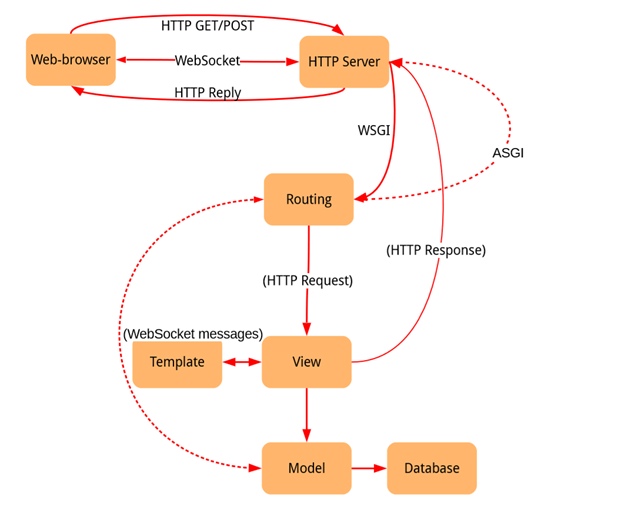 HTTP GET/POST
Web-browser
WebSocket
HTTP Server
HTTP Reply
WSGI
ASGI
Routing
(HTTP Response)
(HTTP Request)
(WebSocket messages)
Template
View
Model
Database